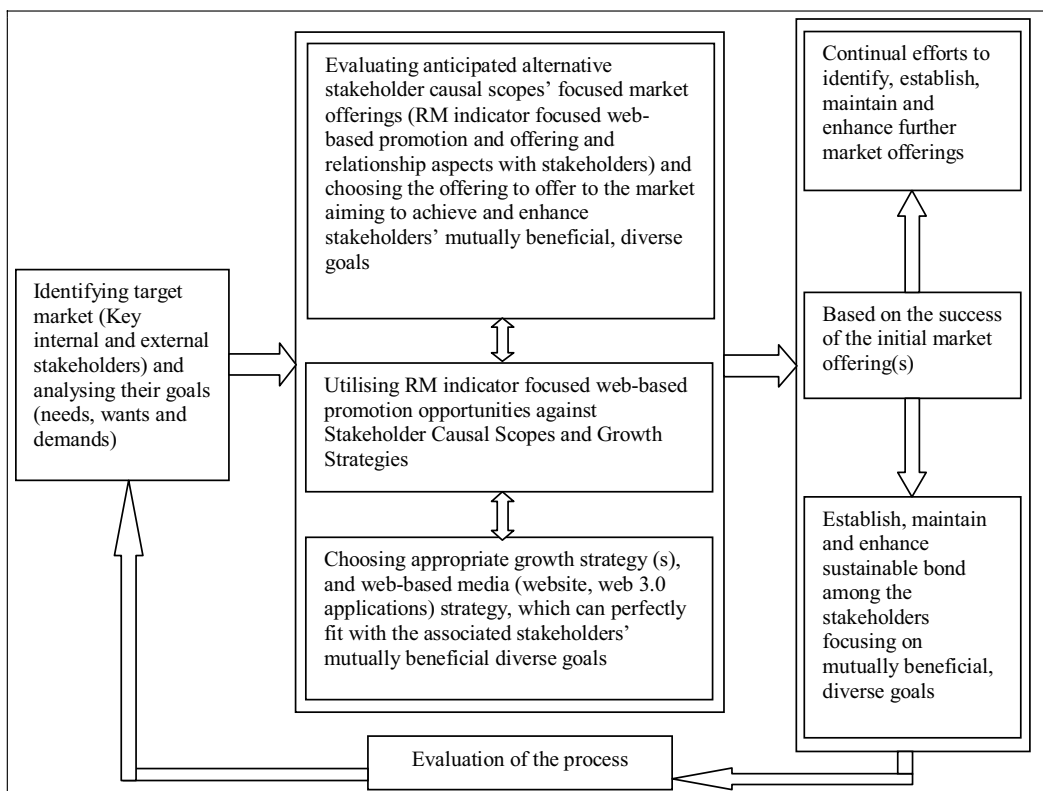 Identifying target
market (Key
internal and external
stakeholders) and
analysing their goals
(needs, wants and
demands)
Evaluating anticipated alternative
stakeholder causal scopes’ focused market
offerings (RM indicator focused web-
based promotion and offering and
relationship aspects with stakeholders) and
choosing the offering to offer to the market
aiming to achieve and enhance
stakeholders’ mutually beneficial, diverse
goals
Utilising RM indicator focused web-based
promotion opportunities against
Stakeholder Causal Scopes and Growth
Strategies
Choosing appropriate growth strategy (s),
and web-based media (website, web 3.0
applications) strategy, which can perfectly
fit with the associated stakeholders’
mutually beneficial diverse goals
Continual efforts to
identify, establish,
maintain and
enhance further
market offerings
Based on the success
of the initial market
offering(s)
Establish, maintain
and enhance
sustainable bond
among the
stakeholders
focusing on
mutually beneficial,
diverse goals
Evaluation of the process